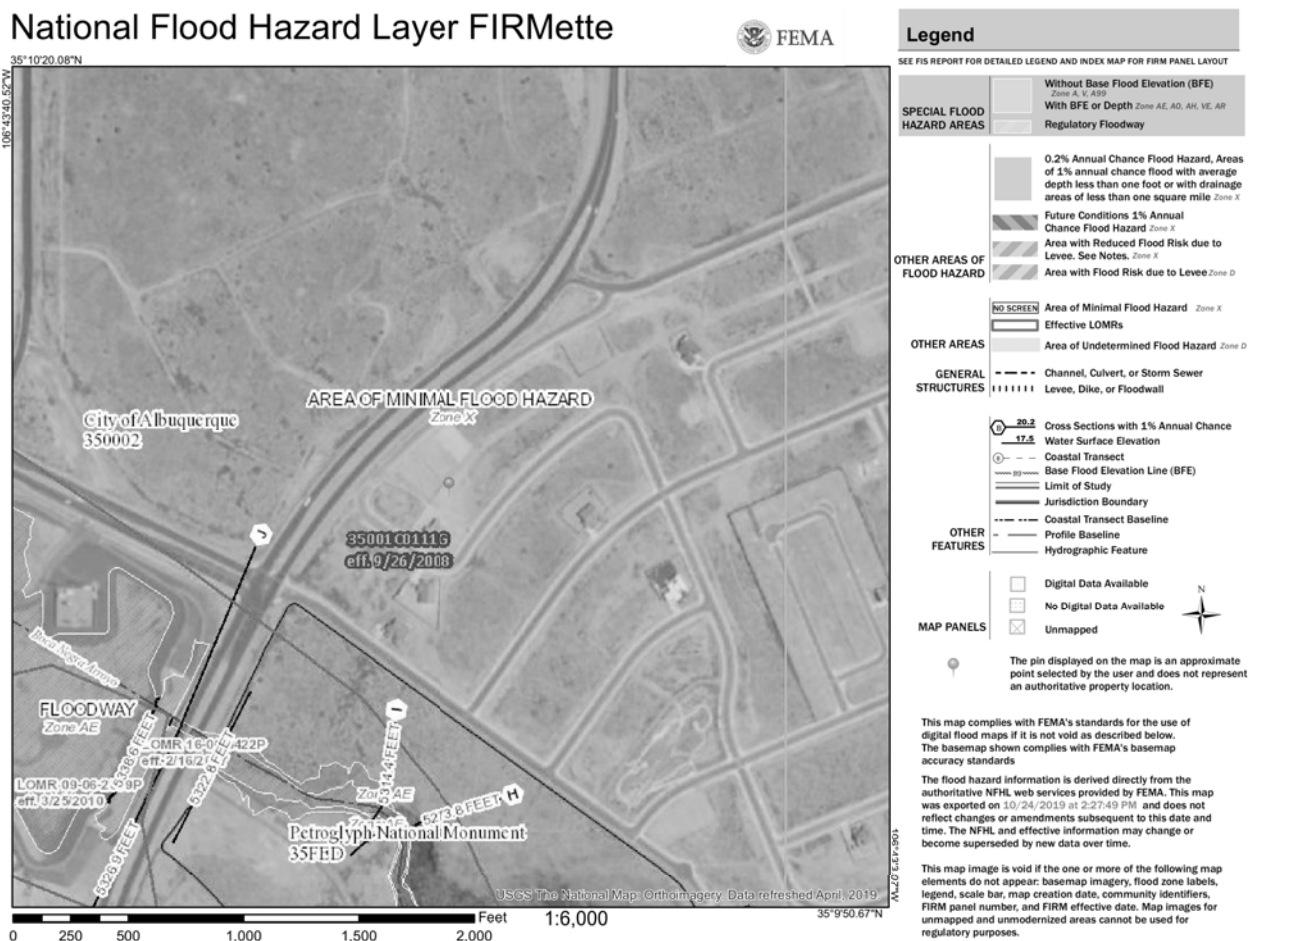 National Flood Hazard Layer FIRMette
FEMA
35°10'20.08"N
106°43'40.52"W
AREA OF MINIMAL FLOOD HAZARD
Zone X
City of Albuquerque
350002
J
35001C0111G
eff. 9/26/2008
Boca Negra Arroyo
FLOODWAY
Zone AE
I
LOMR 09-06-
eff. 3/25/2010
5322.8 FEET
5326.9 FEET
5314.4 FEET
Zone AE
5273.8 FEET
H
Petroglyph National Monument
35FED
USGS The National Map: Orthoimagery. Data refreshed April, 2019.
106°43'3.07"W
35°9'50.67"N
Feet
1:6,000
0
250
500
1,000
1,500
2,000
Legend
SEE FIS REPORT FOR DETAILED LEGEND AND INDEX MAP FOR FIRM PANEL LAYOUT
SPECIAL FLOOD
HAZARD AREAS
Without Base Flood Elevation (BFE)
Zone A, V, A99
With BFE or Depth Zone AE, AO, AH, VE, AR
Regulatory Floodway
0.2% Annual Chance Flood Hazard, Areas
of 1% annual chance flood with average
depth less than one foot or with drainage
areas of less than one square mile Zone X
Future Conditions 1% Annual
Chance Flood Hazard Zone X
Area with Reduced Flood Risk due to
Levee. See Notes. Zone X
Area with Flood Risk due to Levee Zone D
OTHER AREAS OF
FLOOD HAZARD
NO SCREEN
Area of Minimal Flood Hazard Zone X
Effective LOMRs
Area of Undetermined Flood Hazard Zone D
OTHER AREAS
GENERAL
STRUCTURES
Channel, Culvert, or Storm Sewer
Levee, Dike, or Floodwall
B
20.2
Cross Sections with 1% Annual Chance
17.5
Water Surface Elevation
Coastal Transect
Base Flood Elevation Line (BFE)
Limit of Study
Jurisdiction Boundary
Coastal Transect Baseline
Profile Baseline
Hydrographic Feature
OTHER
FEATURES
Digital Data Available
No Digital Data Available
Unmapped
MAP PANELS
N
The pin displayed on the map is an approximate
point selected by the user and does not represent
an authoritative property location.
This map complies with FEMA's standards for the use of
digital flood maps if it is not void as described below.
The basemap shown complies with FEMA's basemap
accuracy standards
The flood hazard information is derived directly from the
authoritative NFHL web services provided by FEMA. This map
was exported on 10/24/2019 at 2:27:49 PM and does not
reflect changes or amendments subsequent to this date and
time. The NFHL and effective information may change or
become superseded by new data over time.
This map image is void if the one or more of the following map
elements do not appear: basemap imagery, flood zone labels,
legend, scale bar, map creation date, community identifiers,
FIRM panel number, and FIRM effective date. Map images for
unmapped and unmodernized areas cannot be used for
regulatory purposes.